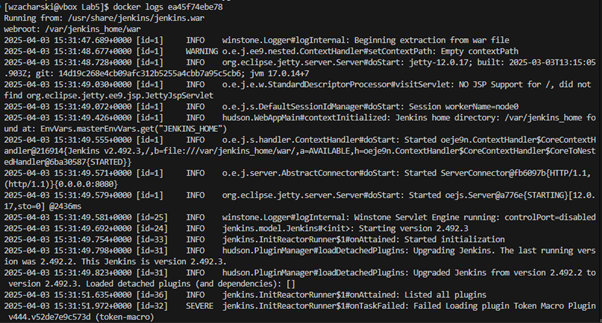 [wzacharski@vbox Lab5]$ docker logs ea45f74ebe78
Running from: /usr/share/jenkins/jenkins.war
webroot: /var/jenkins_home/war
2025-04-03 15:31:47.689+0000 [id=1] INFO winstone.Logger#logInternal: Beginning extraction from war file
2025-04-03 15:31:48.677+0000 [id=1] WARNING o.e.j.ee9.nested.ContextHandler#setContextPath: Empty contextPath
2025-04-03 15:31:48.728+0000 [id=1] INFO org.eclipse.jetty.server.Server#doStart: jetty-12.0.17; built: 2025-03-03T13:15:05
.903Z; git: 14d19c268e4cb09afc312b5255a4cbb7a95c5cb6; jvm 17.0.14+7
2025-04-03 15:31:49.030+0000 [id=1] INFO o.e.j.e.w.StandardDescriptorProcessor#visitServlet: NO JSP Support for /, did not
find org.eclipse.jetty.ee9.jsp.JettyJspServlet
2025-04-03 15:31:49.072+0000 [id=1] INFO o.e.j.s.DefaultSessionIdManager#doStart: Session workerName=node0
2025-04-03 15:31:49.426+0000 [id=1] INFO hudson.WebAppMain#contextInitialized: Jenkins home directory: /var/jenkins_home fo
und at: EnvVars.masterEnvVars.get("JENKINS_HOME")
2025-04-03 15:31:49.555+0000 [id=1] INFO o.e.j.s.handler.ContextHandler#doStart: Started oeje9n.ContextHandler$CoreContextH
andler@216914{Jenkins v2.492.3,/,b=file:///var/jenkins_home/war/,a=AVAILABLE,h=oeje9n.ContextHandler$CoreContextHandler$CoreToNest
edHandler@6ba30587{STARTED}}
2025-04-03 15:31:49.571+0000 [id=1] INFO o.e.j.server.AbstractConnector#doStart: Started ServerConnector@fb6097b{HTTP/1.1,
(http/1.1)}{0.0.0.0:8080}
2025-04-03 15:31:49.579+0000 [id=1] INFO org.eclipse.jetty.server.Server#doStart: Started oejs.Server@a776e{STARTING}[12.0.
17,sto=0] @2436ms
2025-04-03 15:31:49.581+0000 [id=25] INFO winstone.Logger#logInternal: Winstone Servlet Engine running: controlPort=disabled
2025-04-03 15:31:49.692+0000 [id=24] INFO jenkins.model.Jenkins#<init>: Starting version 2.492.3
2025-04-03 15:31:49.754+0000 [id=33] INFO jenkins.InitReactorRunner$1#onAttained: Started initialization
2025-04-03 15:31:49.798+0000 [id=31] INFO hudson.PluginManager#loadDetachedPlugins: Upgrading Jenkins. The last running ver
sion was 2.492.2. This Jenkins is version 2.492.3.
2025-04-03 15:31:49.823+0000 [id=31] INFO hudson.PluginManager#loadDetachedPlugins: Upgraded Jenkins from version 2.492.2 to
version 2.492.3. Loaded detached plugins (and dependencies): []
2025-04-03 15:31:51.635+0000 [id=36] INFO jenkins.InitReactorRunner$1#onAttained: Listed all plugins
2025-04-03 15:31:51.972+0000 [id=32] SEVERE jenkins.InitReactorRunner$1#onTaskFailed: Failed Loading plugin Token Macro Plugin
v444.v52de7e9c573d (token-macro)